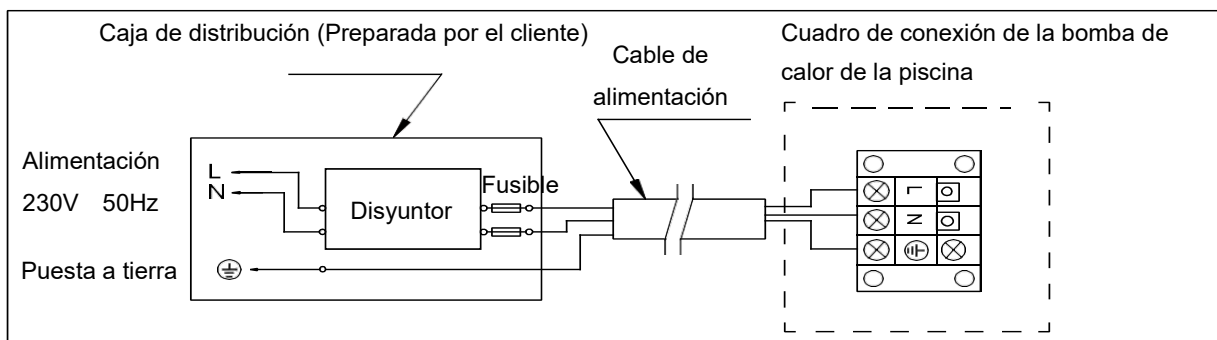 Caja de distribución (Preparada por el cliente)
Cable de
alimentación
Cuadro de conexión de la bomba de
calor de la piscina
Alimentación
230V 50Hz
Puesta a tierra
L
N
Disyuntor
Fusible
L
N